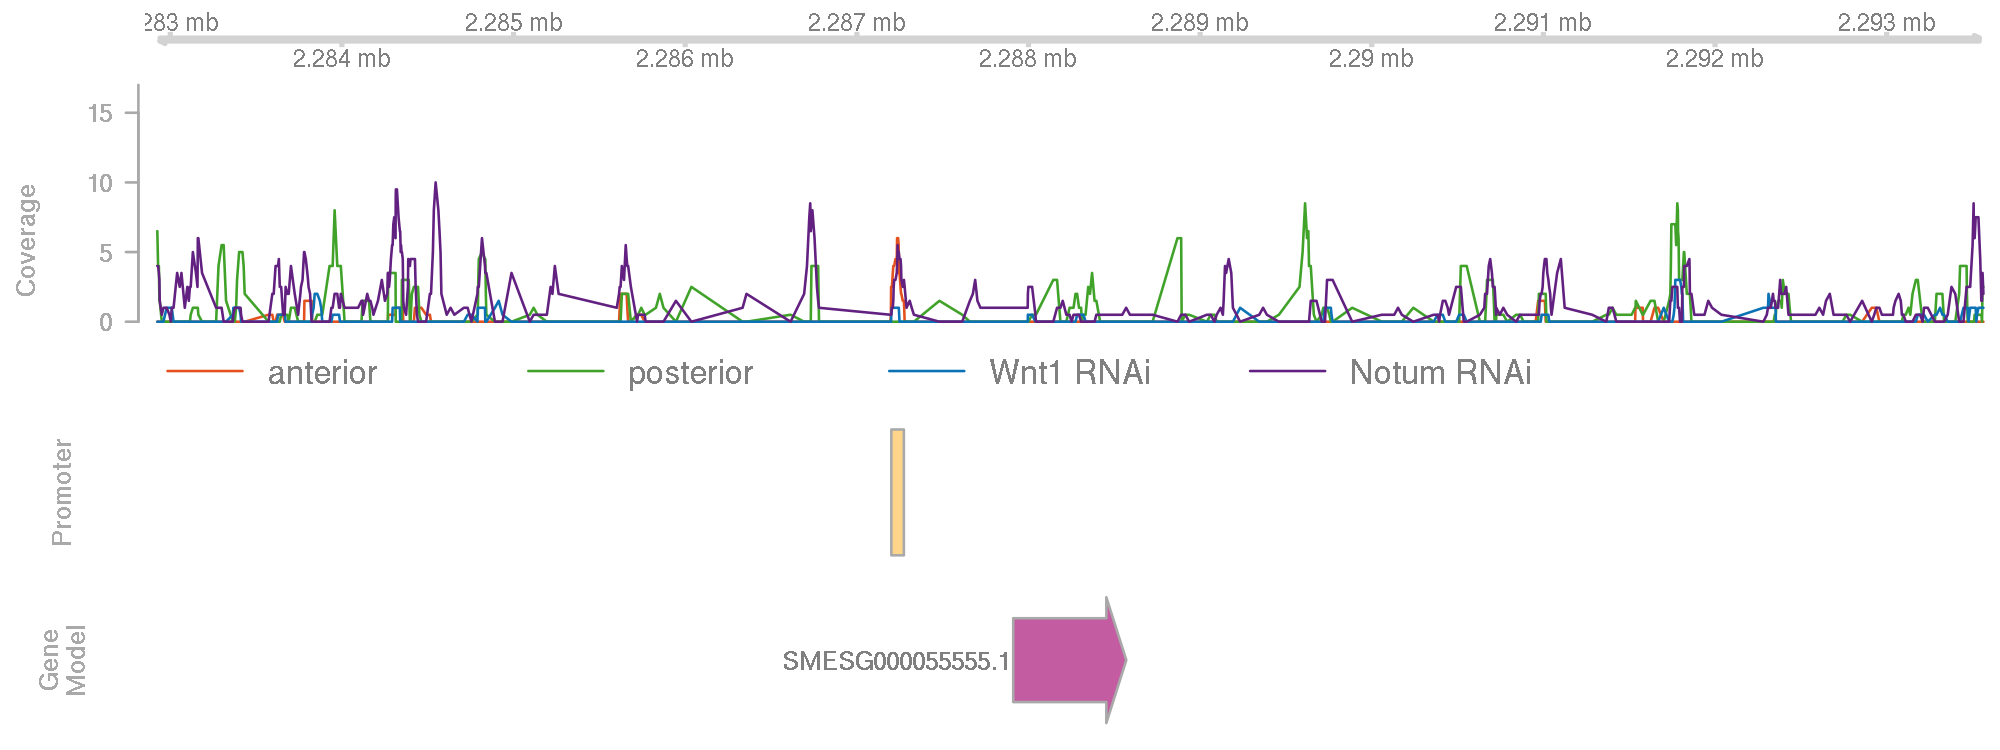 283 mb 2.285 mb 2.287 mb 2.289 mb 2.291 mb 2.293 mb
2.284 mb 2.286 mb 2.288 mb 2.29 mb 2.292 mb
15
10
5
0
Coverage
anterior posterior Wnt1 RNAi Notum RNAi
Promoter
Gene
Model
SMESG000055555.1